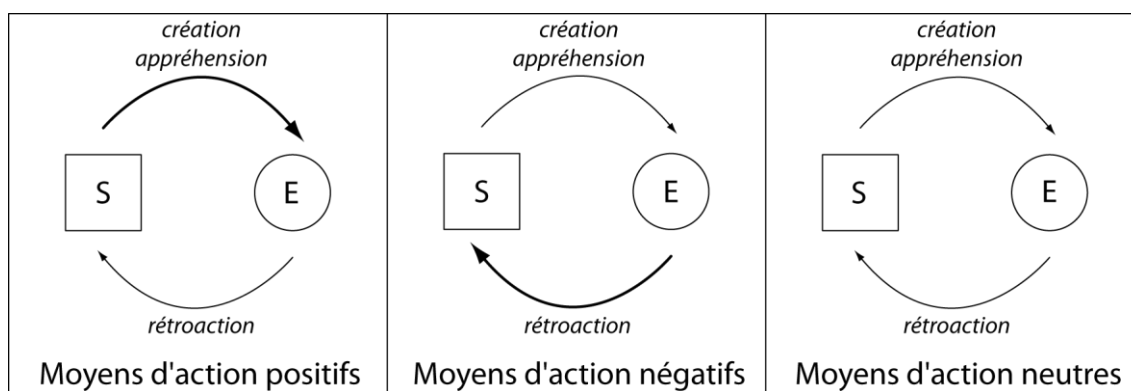 création
appréhension
S
E
rétroaction
Moyens d'action positifs
création
appréhension
S
E
rétroaction
Moyens d'action négatifs
création
appréhension
S
E
rétroaction
Moyens d'action neutres